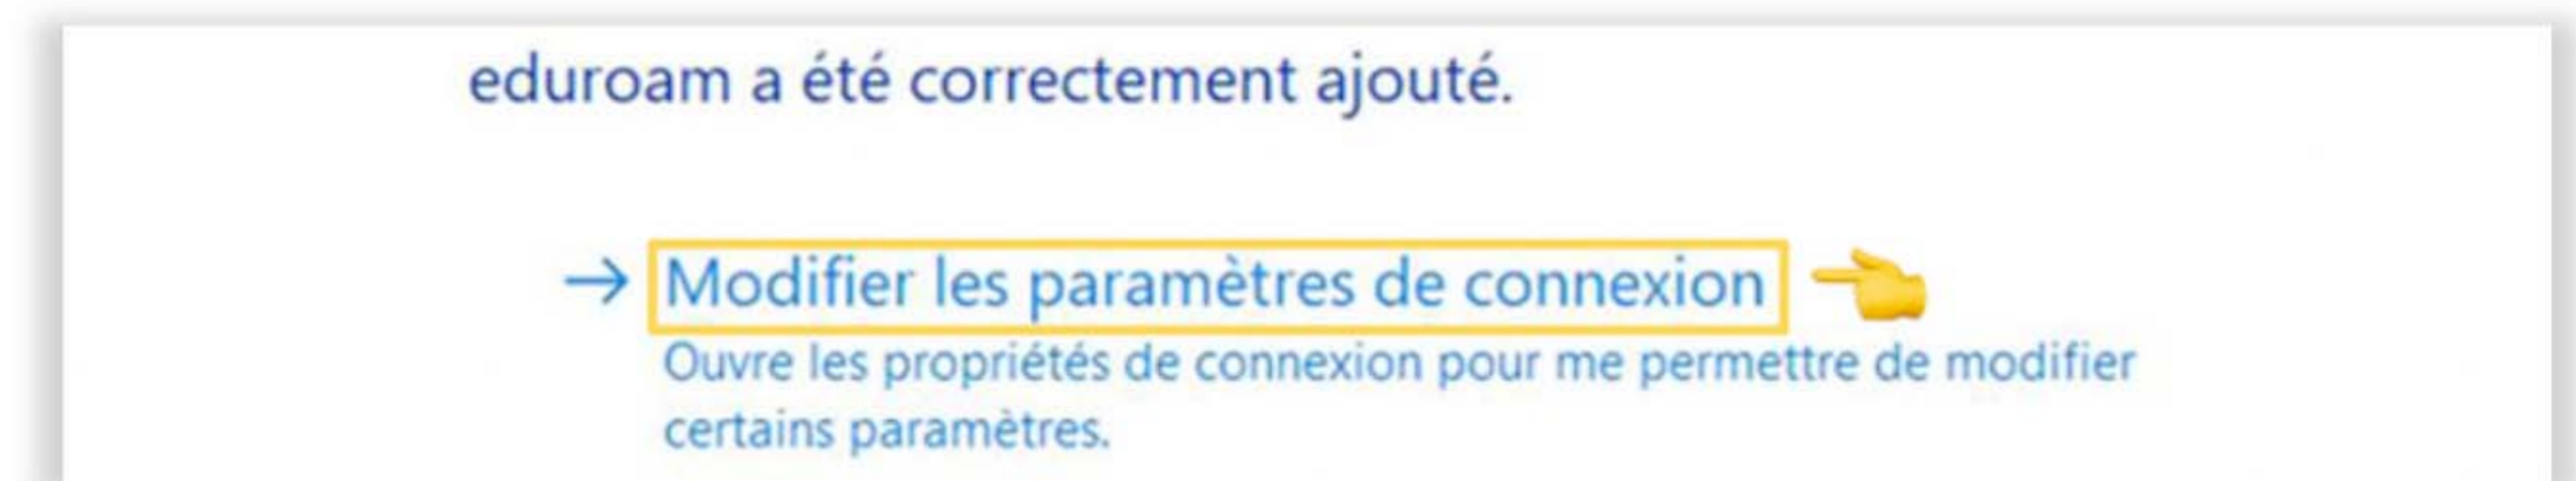 eduroam a été correctement ajouté.
→ Modifier les paramètres de connexion
Ouvre les propriétés de connexion pour me permettre de modifier
certains paramètres.